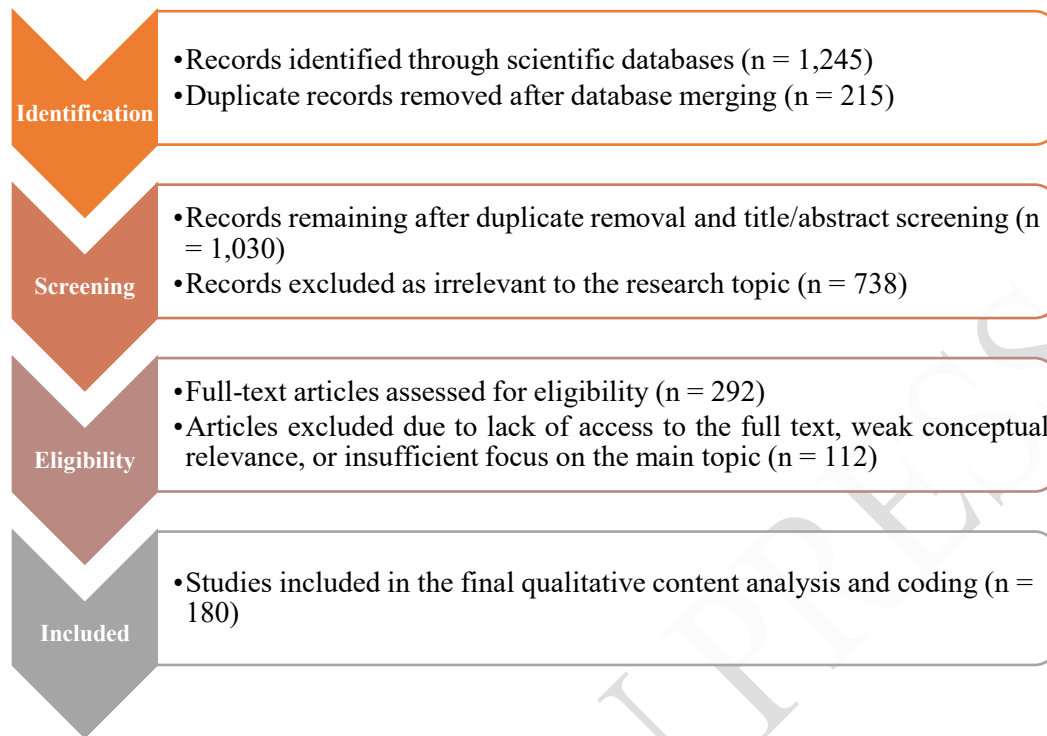 Identification
•Records identified through scientific databases (n = 1,245)
•Duplicate records removed after database merging (n = 215)
Screening
•Records remaining after duplicate removal and title/abstract screening (n
= 1,030)
•Records excluded as irrelevant to the research topic (n = 738)
Eligibility
•Full-text articles assessed for eligibility (n = 292)
•Articles excluded due to lack of access to the full text, weak conceptual
relevance, or insufficient focus on the main topic (n = 112)
Included
•Studies included in the final qualitative content analysis and coding (n =
180)